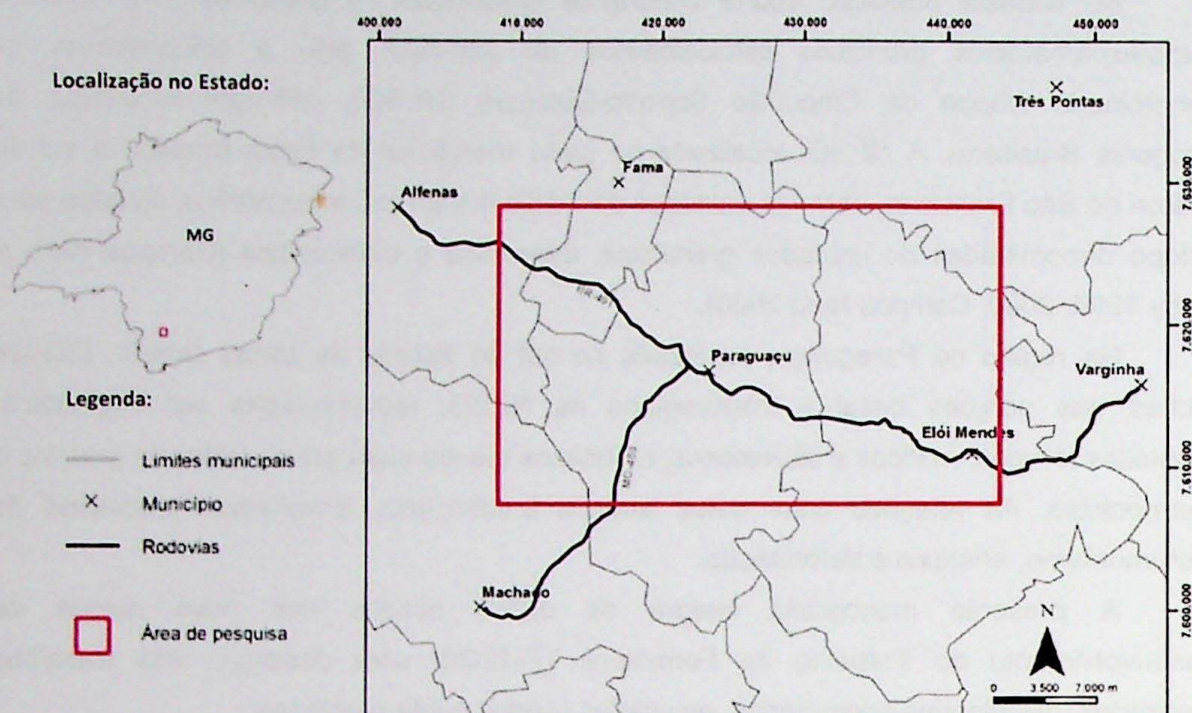 400 000 410 000 420 000 430 000 440 000 450 000
Localização no Estado:
MG
Legenda:
Limites municipais
Município
Rodovias
Área de pesquisa
Três Pontas
Fama
Alfenas
Paraguaçu
Varginha
Elói Mendes
Machado
7.630.000
7.620.000
7.610.000
7.600.000
N
0 3.500 7.000 m